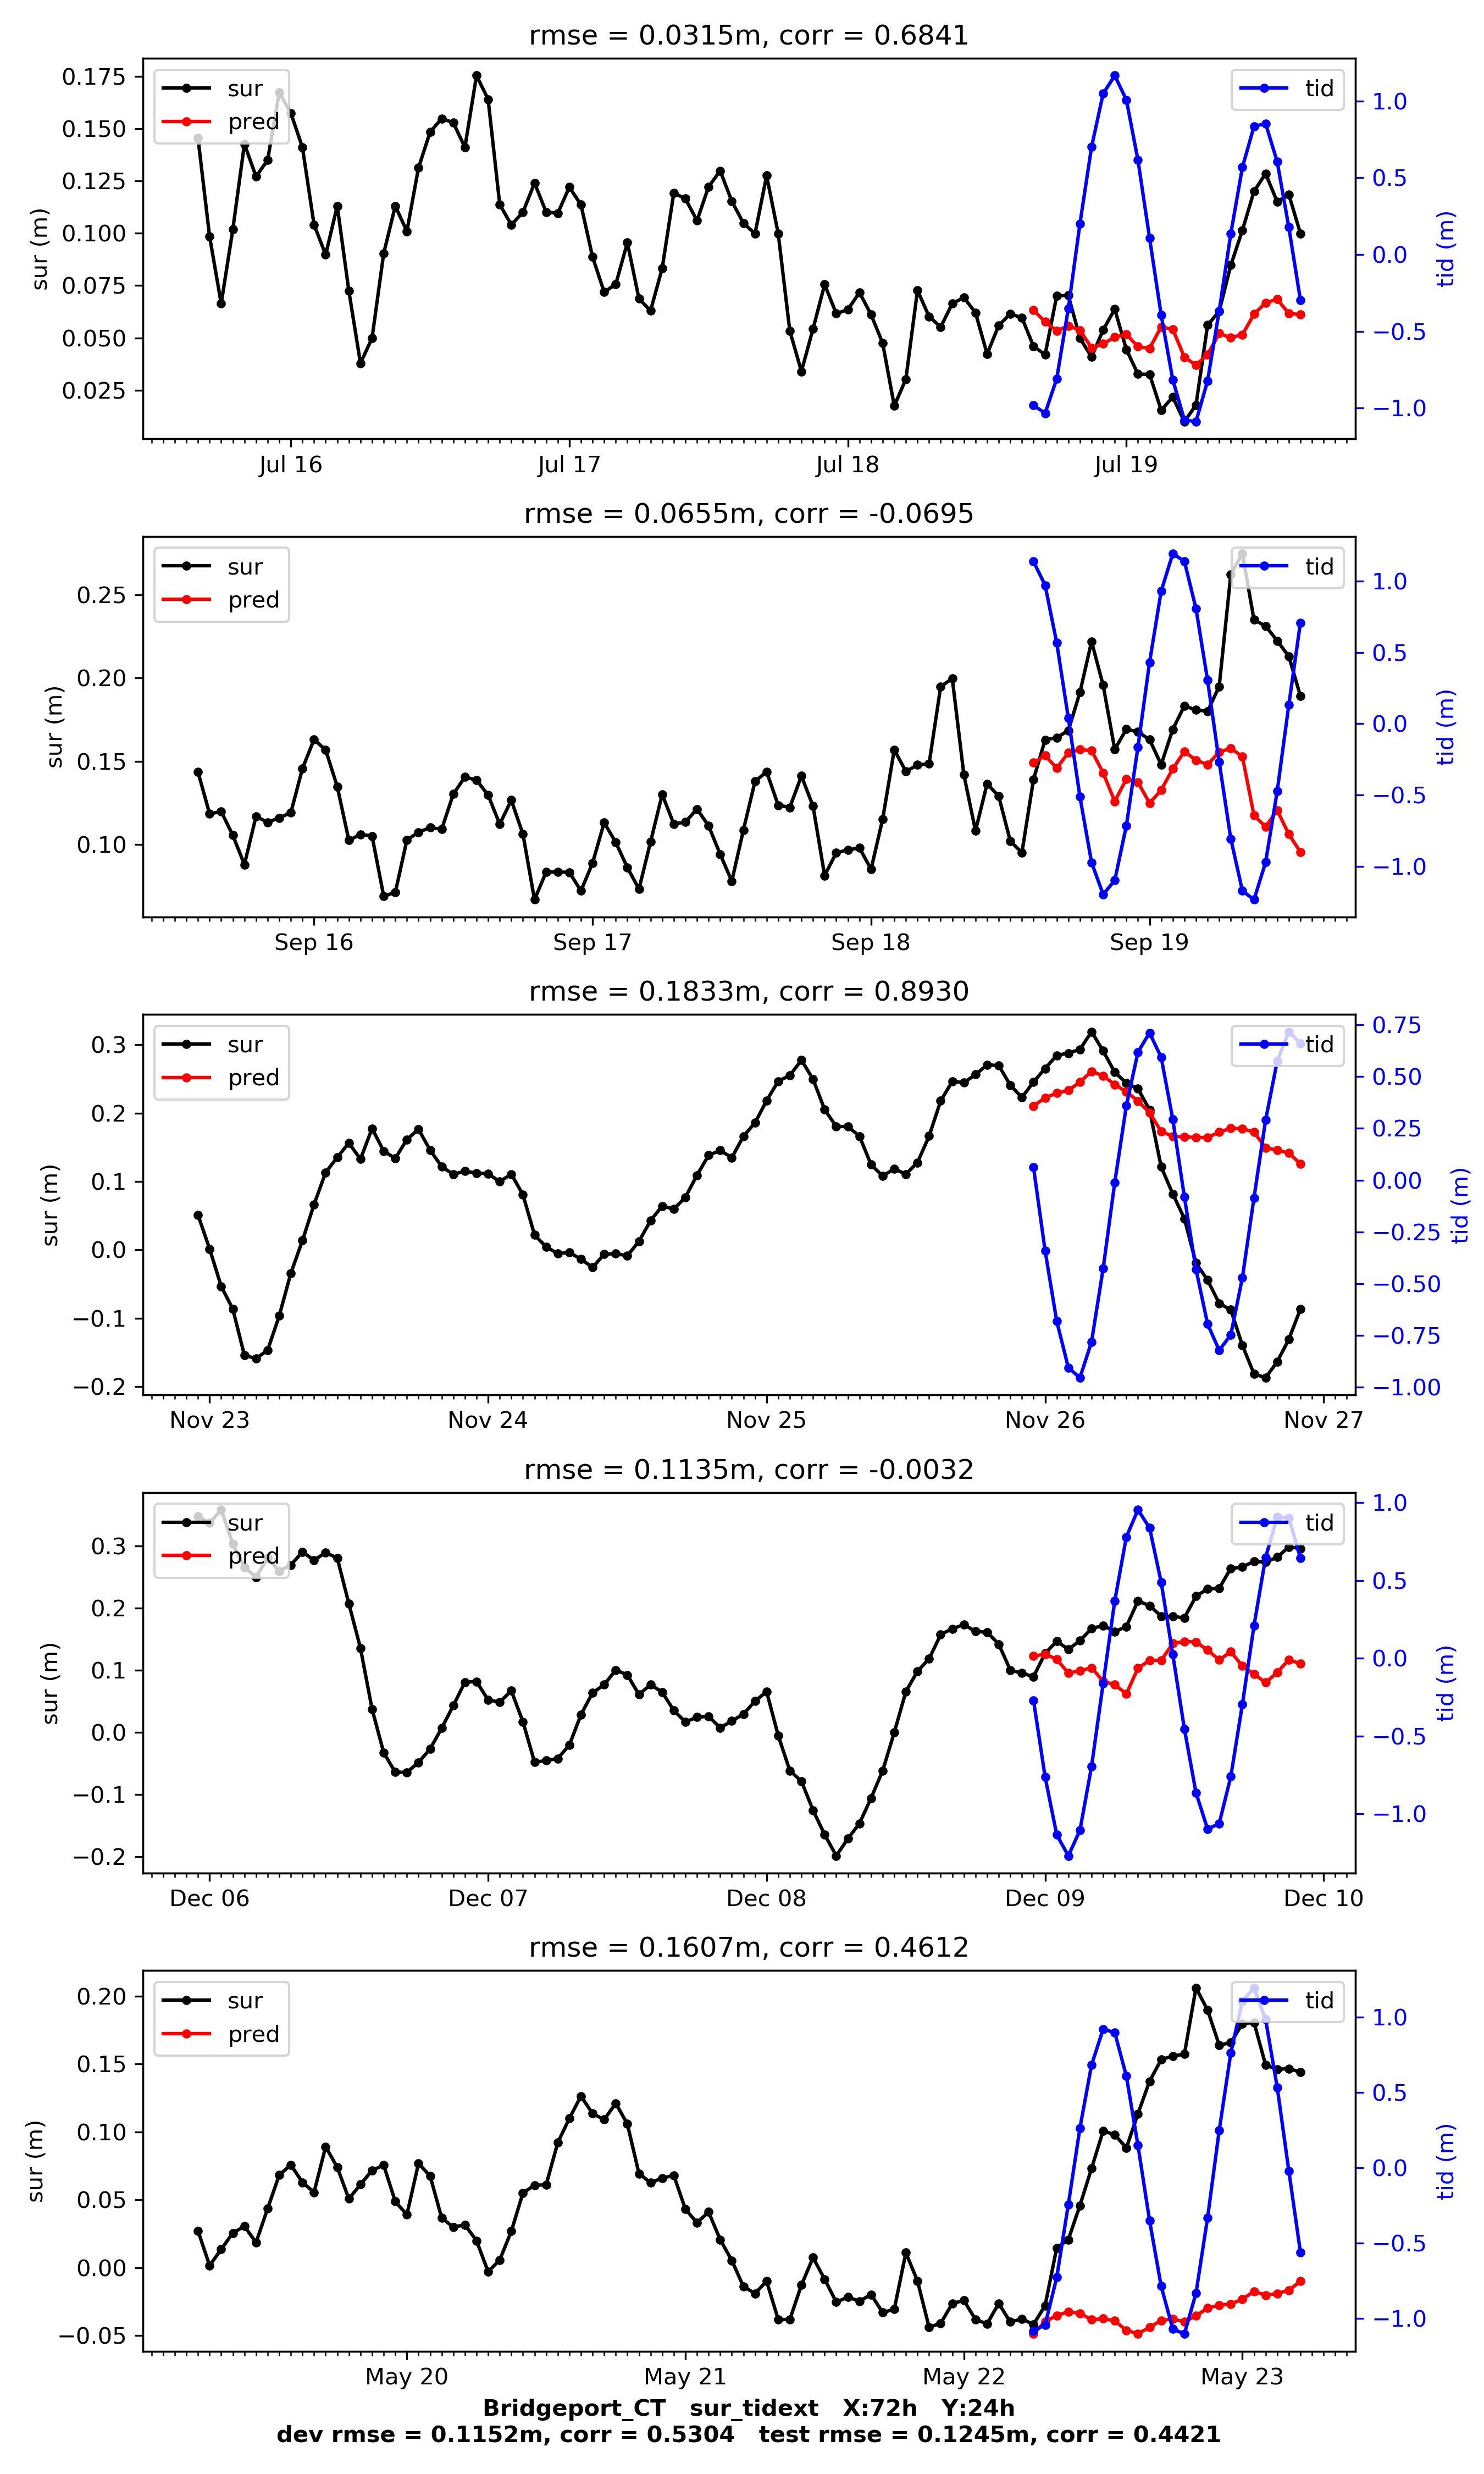 rmse = 0.0315m, corr = 0.6841
sur
pred
tid
0.175
0.150
0.125
0.100
0.075
0.050
0.025
sur (m)
1.0
0.5
0.0
−0.5
−1.0
tid (m)
Jul 16
Jul 17
Jul 18
Jul 19
rmse = 0.0655m, corr = -0.0695
sur
pred
tid
0.25
0.20
0.15
0.10
sur (m)
1.0
0.5
0.0
−0.5
−1.0
tid (m)
Sep 16
Sep 17
Sep 18
Sep 19
rmse = 0.1833m, corr = 0.8930
sur
pred
tid
0.3
0.2
0.1
0.0
−0.1
−0.2
sur (m)
0.75
0.50
0.25
0.00
−0.25
−0.50
−0.75
−1.00
tid (m)
Nov 23
Nov 24
Nov 25
Nov 26
Nov 27
rmse = 0.1135m, corr = -0.0032
sur
pred
tid
0.3
0.2
0.1
0.0
−0.1
−0.2
sur (m)
1.0
0.5
0.0
−0.5
−1.0
tid (m)
Dec 06
Dec 07
Dec 08
Dec 09
Dec 10
rmse = 0.1607m, corr = 0.4612
sur
pred
tid
0.20
0.15
0.10
0.05
0.00
−0.05
sur (m)
1.0
0.5
0.0
−0.5
−1.0
tid (m)
May 20
May 21
May 22
May 23
Bridgeport_CT sur_tidext X:72h Y:24h
dev rmse = 0.1152m, corr = 0.5304 test rmse = 0.1245m, corr = 0.4421